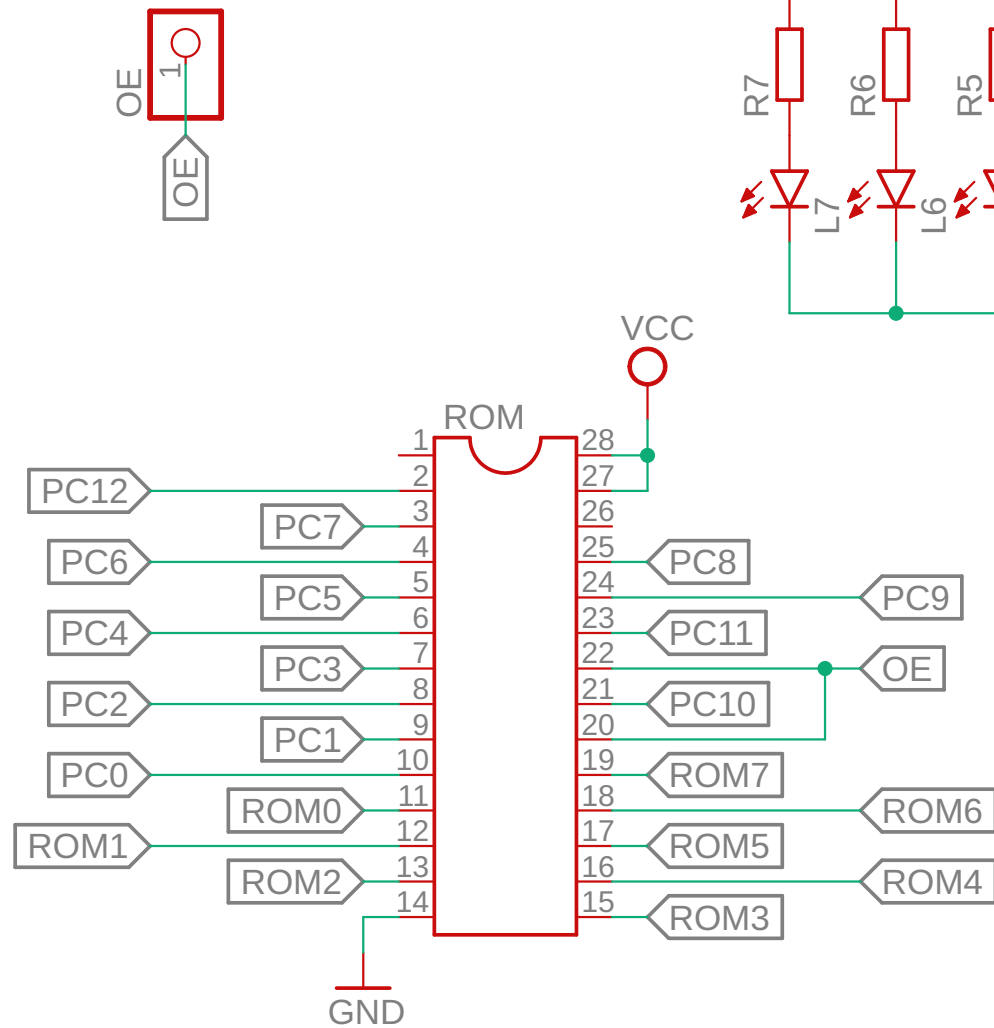 OE
1
OE
R7
R6
R5
L7
L6
VCC
ROM
1
28
2
27
PC12
3
26
PC7
4
25
PC6
PC8
5
24
PC5
PC9
6
23
PC4
PC11
7
22
PC3
OE
8
21
PC2
PC10
9
20
PC1
10
19
PC0
ROM7
11
18
ROM0
ROM6
12
17
ROM1
ROM5
13
16
ROM2
ROM4
14
15
ROM3
GND